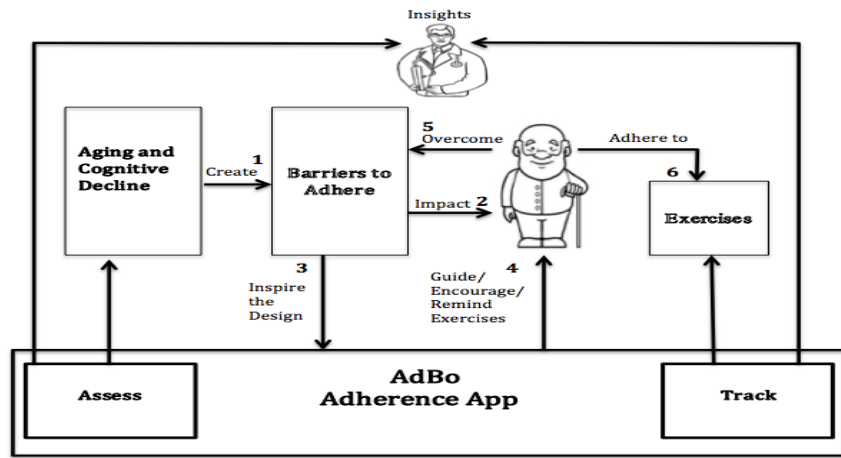 Insights
Aging and
Cognitive
Decline
1
Create
Barriers to
Adhere
5
Overcome
Impact 2
Adhere to
6
Exercises
3
Inspire
the
Design
Guide/ 4
Encourage/
Remind
Exercises
AdBo
Adherence App
Assess
Track